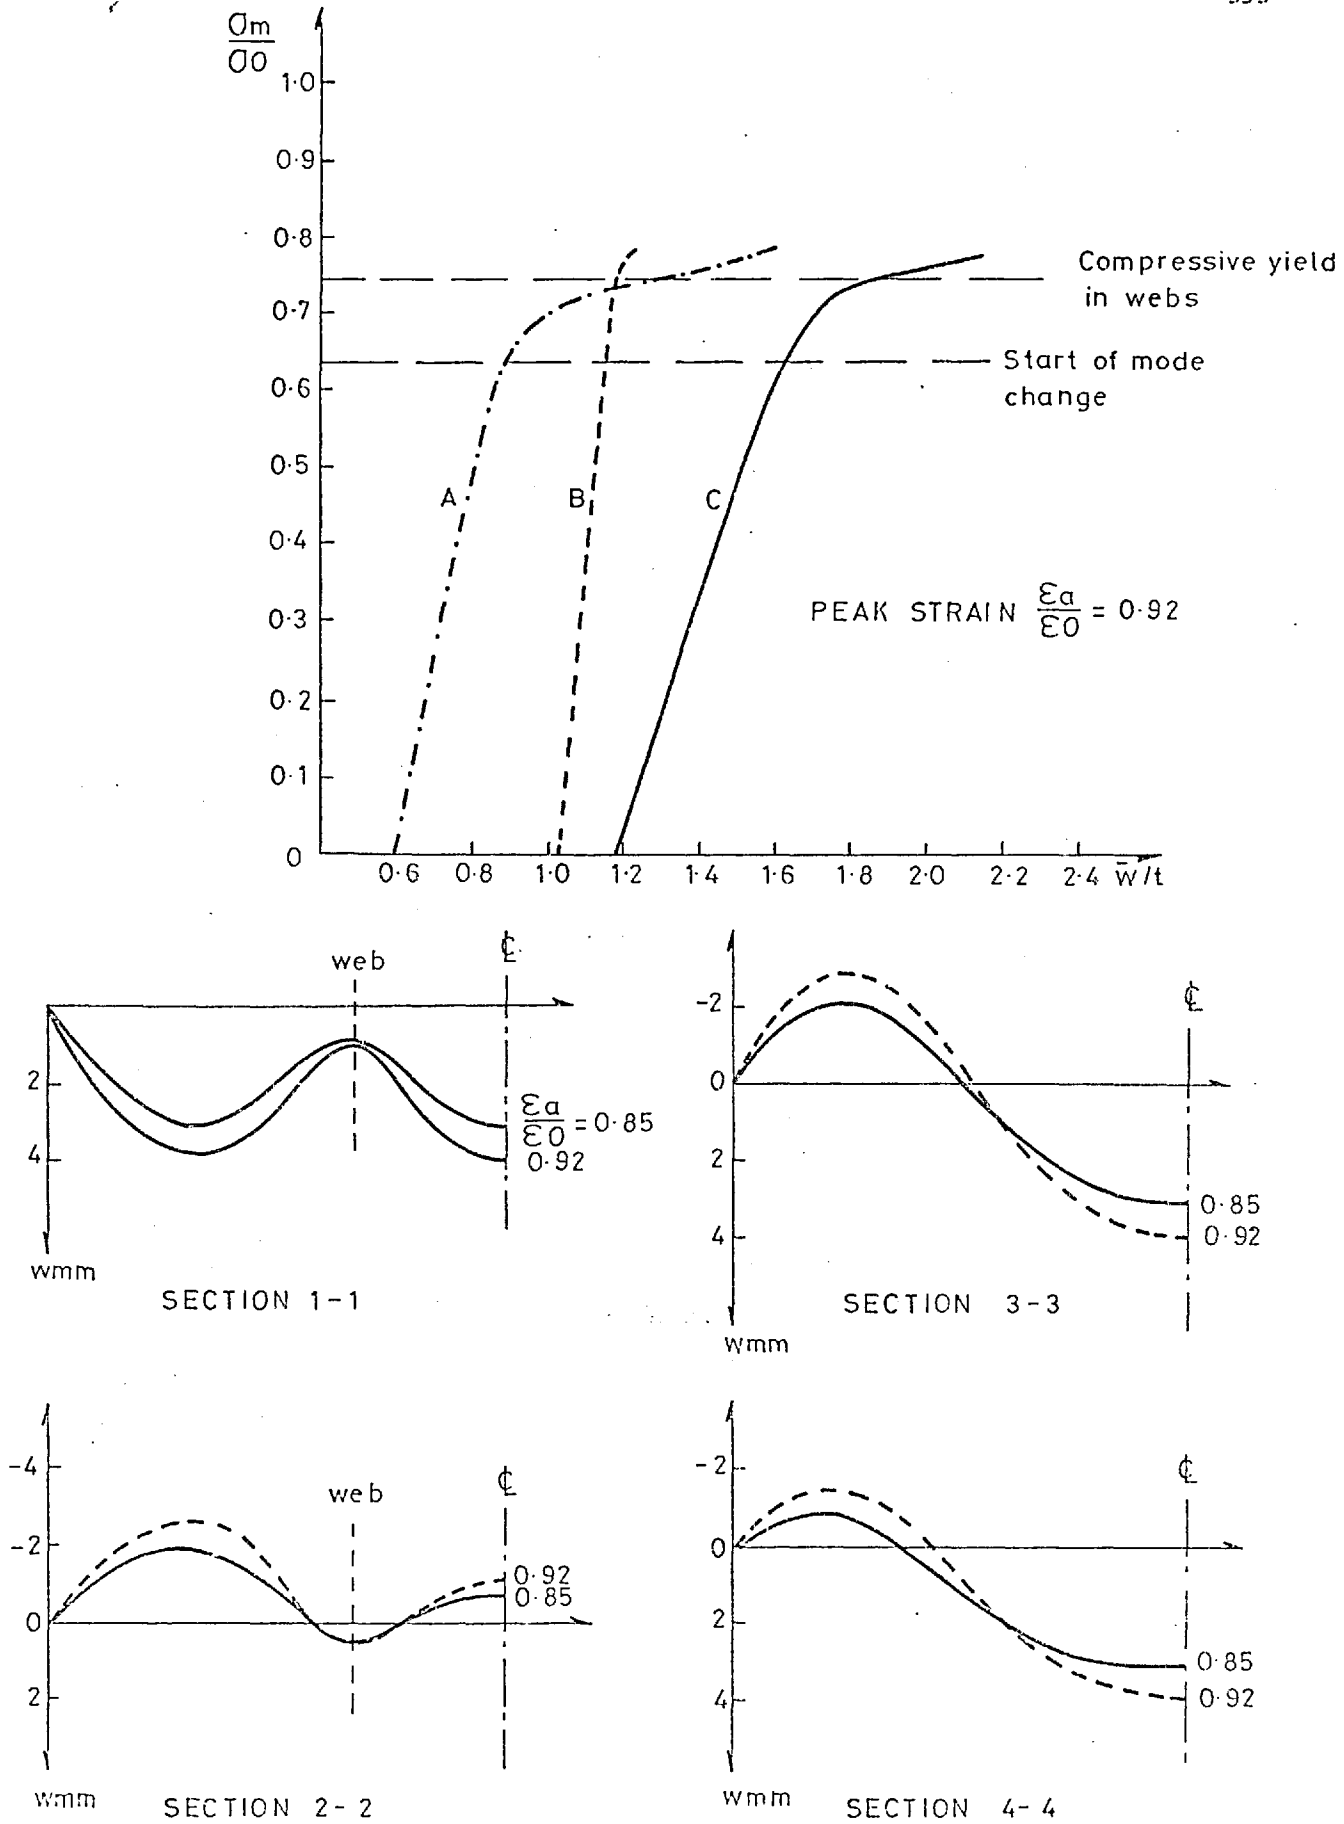 σm
σo
1.0
0.9
0.8
Compressive yield
in webs
0.7
Start of mode
change
0.6
0.5
A B C
0.4
PEAK STRAIN εa/εo = 0.92
0.3
0.2
0.1
0
0.6 0.8 1.0 1.2 1.4 1.6 1.8 2.0 2.2 2.4 w̄/t
web ℄
2
4
εa/εo = 0.85
0.92
wmm
SECTION 1-1
℄
-2
0
2
4
0.85
0.92
wmm
SECTION 3-3
-4
-2
0
2
web ℄
0.92
0.85
wmm
SECTION 2-2
-2
0
2
4
℄
0.85
0.92
wmm
SECTION 4-4